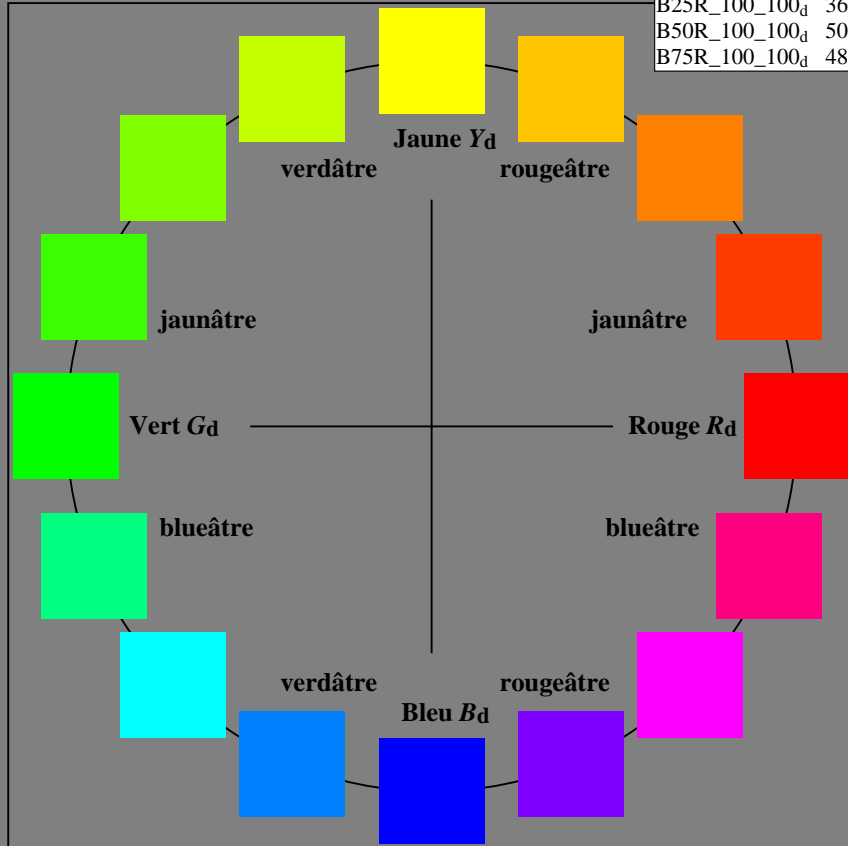 B25R_100_100d 36
B50R_100_100d 50
B75R_100_100d 48
Jaune Yd
verdâtre rougeâtre
jaunâtre jaunâtre
Vert Gd Rouge Rd
blueâtre blueâtre
verdâtre rougeâtre
Bleu Bd